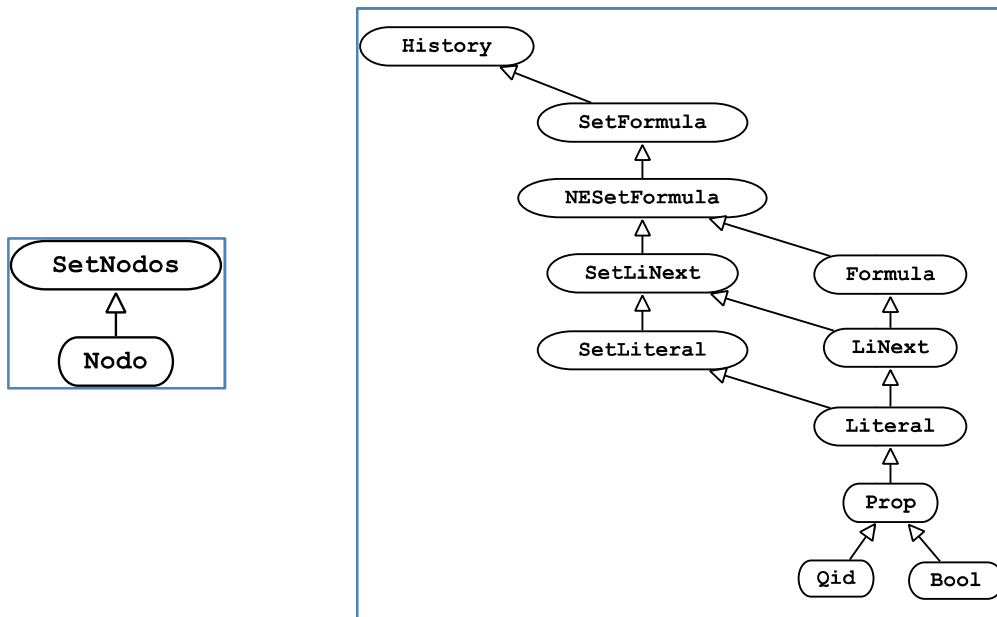 History
SetFormula
NESetFormula
SetNodos
SetLiNext
Formula
Nodo
SetLiteral
LiNext
Literal
Prop
Qid
Bool